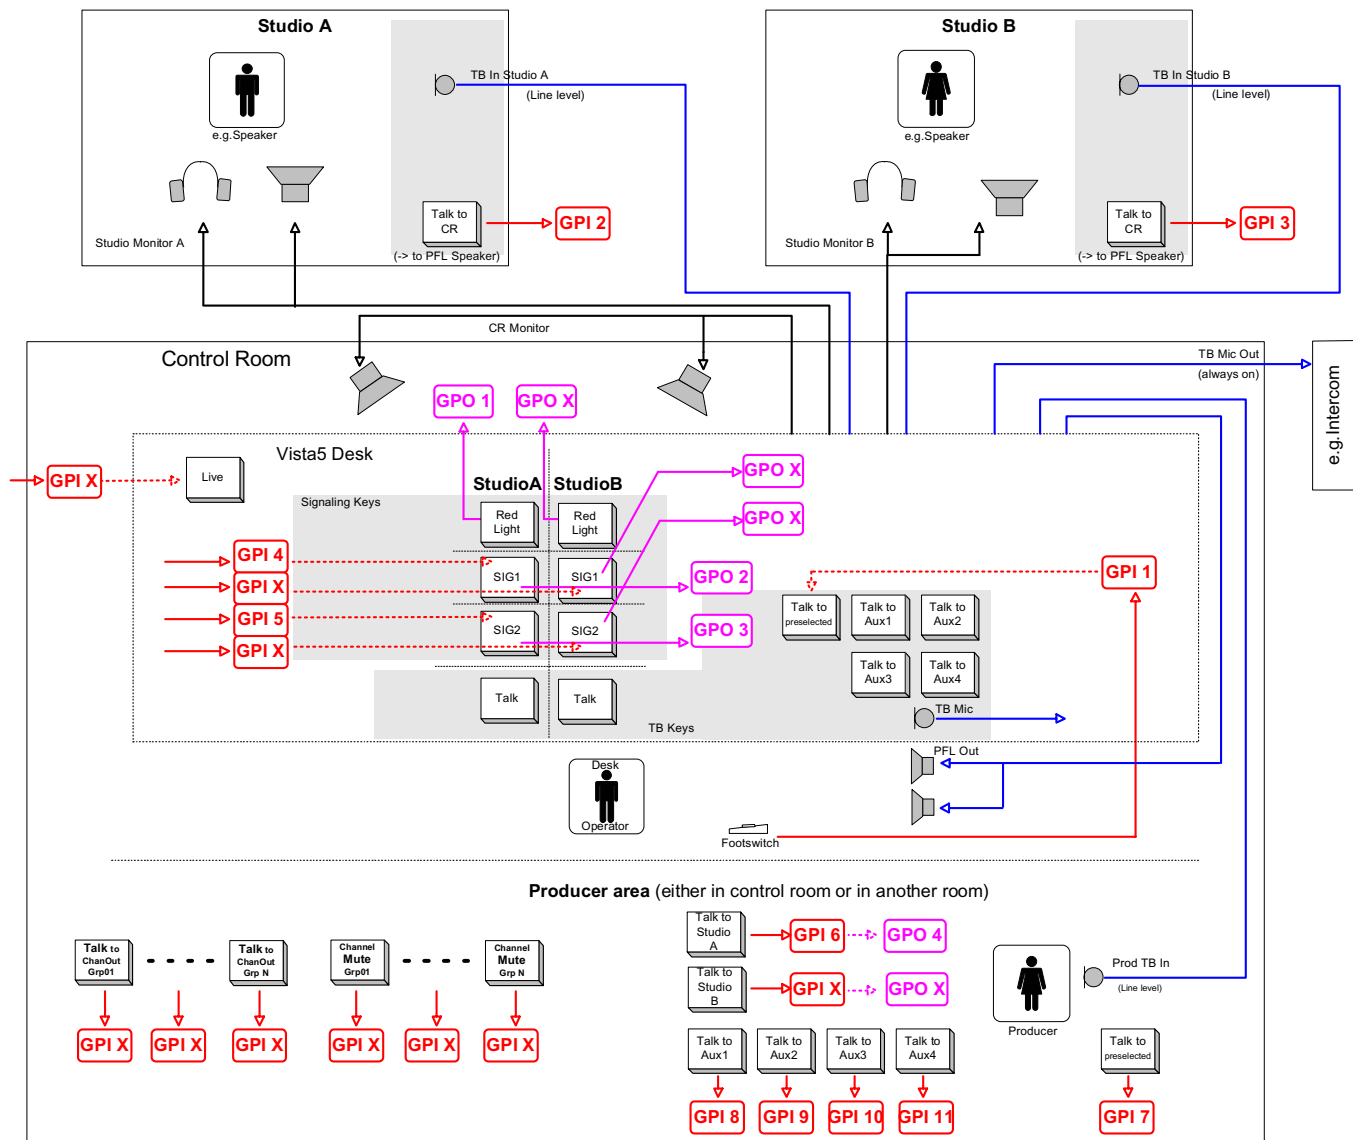 Studio A
TB In Studio A
(Line level)
e.g.Speaker
Talk to
CR
GPI 2
Studio Monitor A
(-> to PFL Speaker)
Studio B
TB In Studio B
(Line level)
e.g.Speaker
Talk to
CR
GPI 3
Studio Monitor B
(-> to PFL Speaker)
CR Monitor
Control Room
TB Mic Out
(always on)
e.g.Intercom
GPO 1
GPO X
Vista5 Desk
GPI X
Live
StudioA
StudioB
GPO X
Signaling Keys
Red
Light
Red
Light
GPO X
GPI 4
GPI X
SIG1
SIG1
GPO 2
GPI 1
GPI 5
GPI X
SIG2
SIG2
GPO 3
Talk to
preselected
Talk to
Aux1
Talk to
Aux2
Talk to
Aux3
Talk to
Aux4
Talk
Talk
TB Keys
TB Mic
PFL Out
Desk
Operator
Footswitch
Producer area (either in control room or in another room)
Talk to
Studio
A
GPI 6
GPO 4
Talk to
ChanOut
Grp01
Talk to
ChanOut
Grp N
Channel
Mute
Grp01
Channel
Mute
Grp N
Talk to
Studio
B
GPI X
GPO X
Prod TB In
(Line level)
Producer
GPI X
GPI X
GPI X
GPI X
GPI X
GPI X
Talk to
Aux1
Talk to
Aux2
Talk to
Aux3
Talk to
Aux4
Talk to
preselected
GPI 8
GPI 9
GPI 10
GPI 11
GPI 7